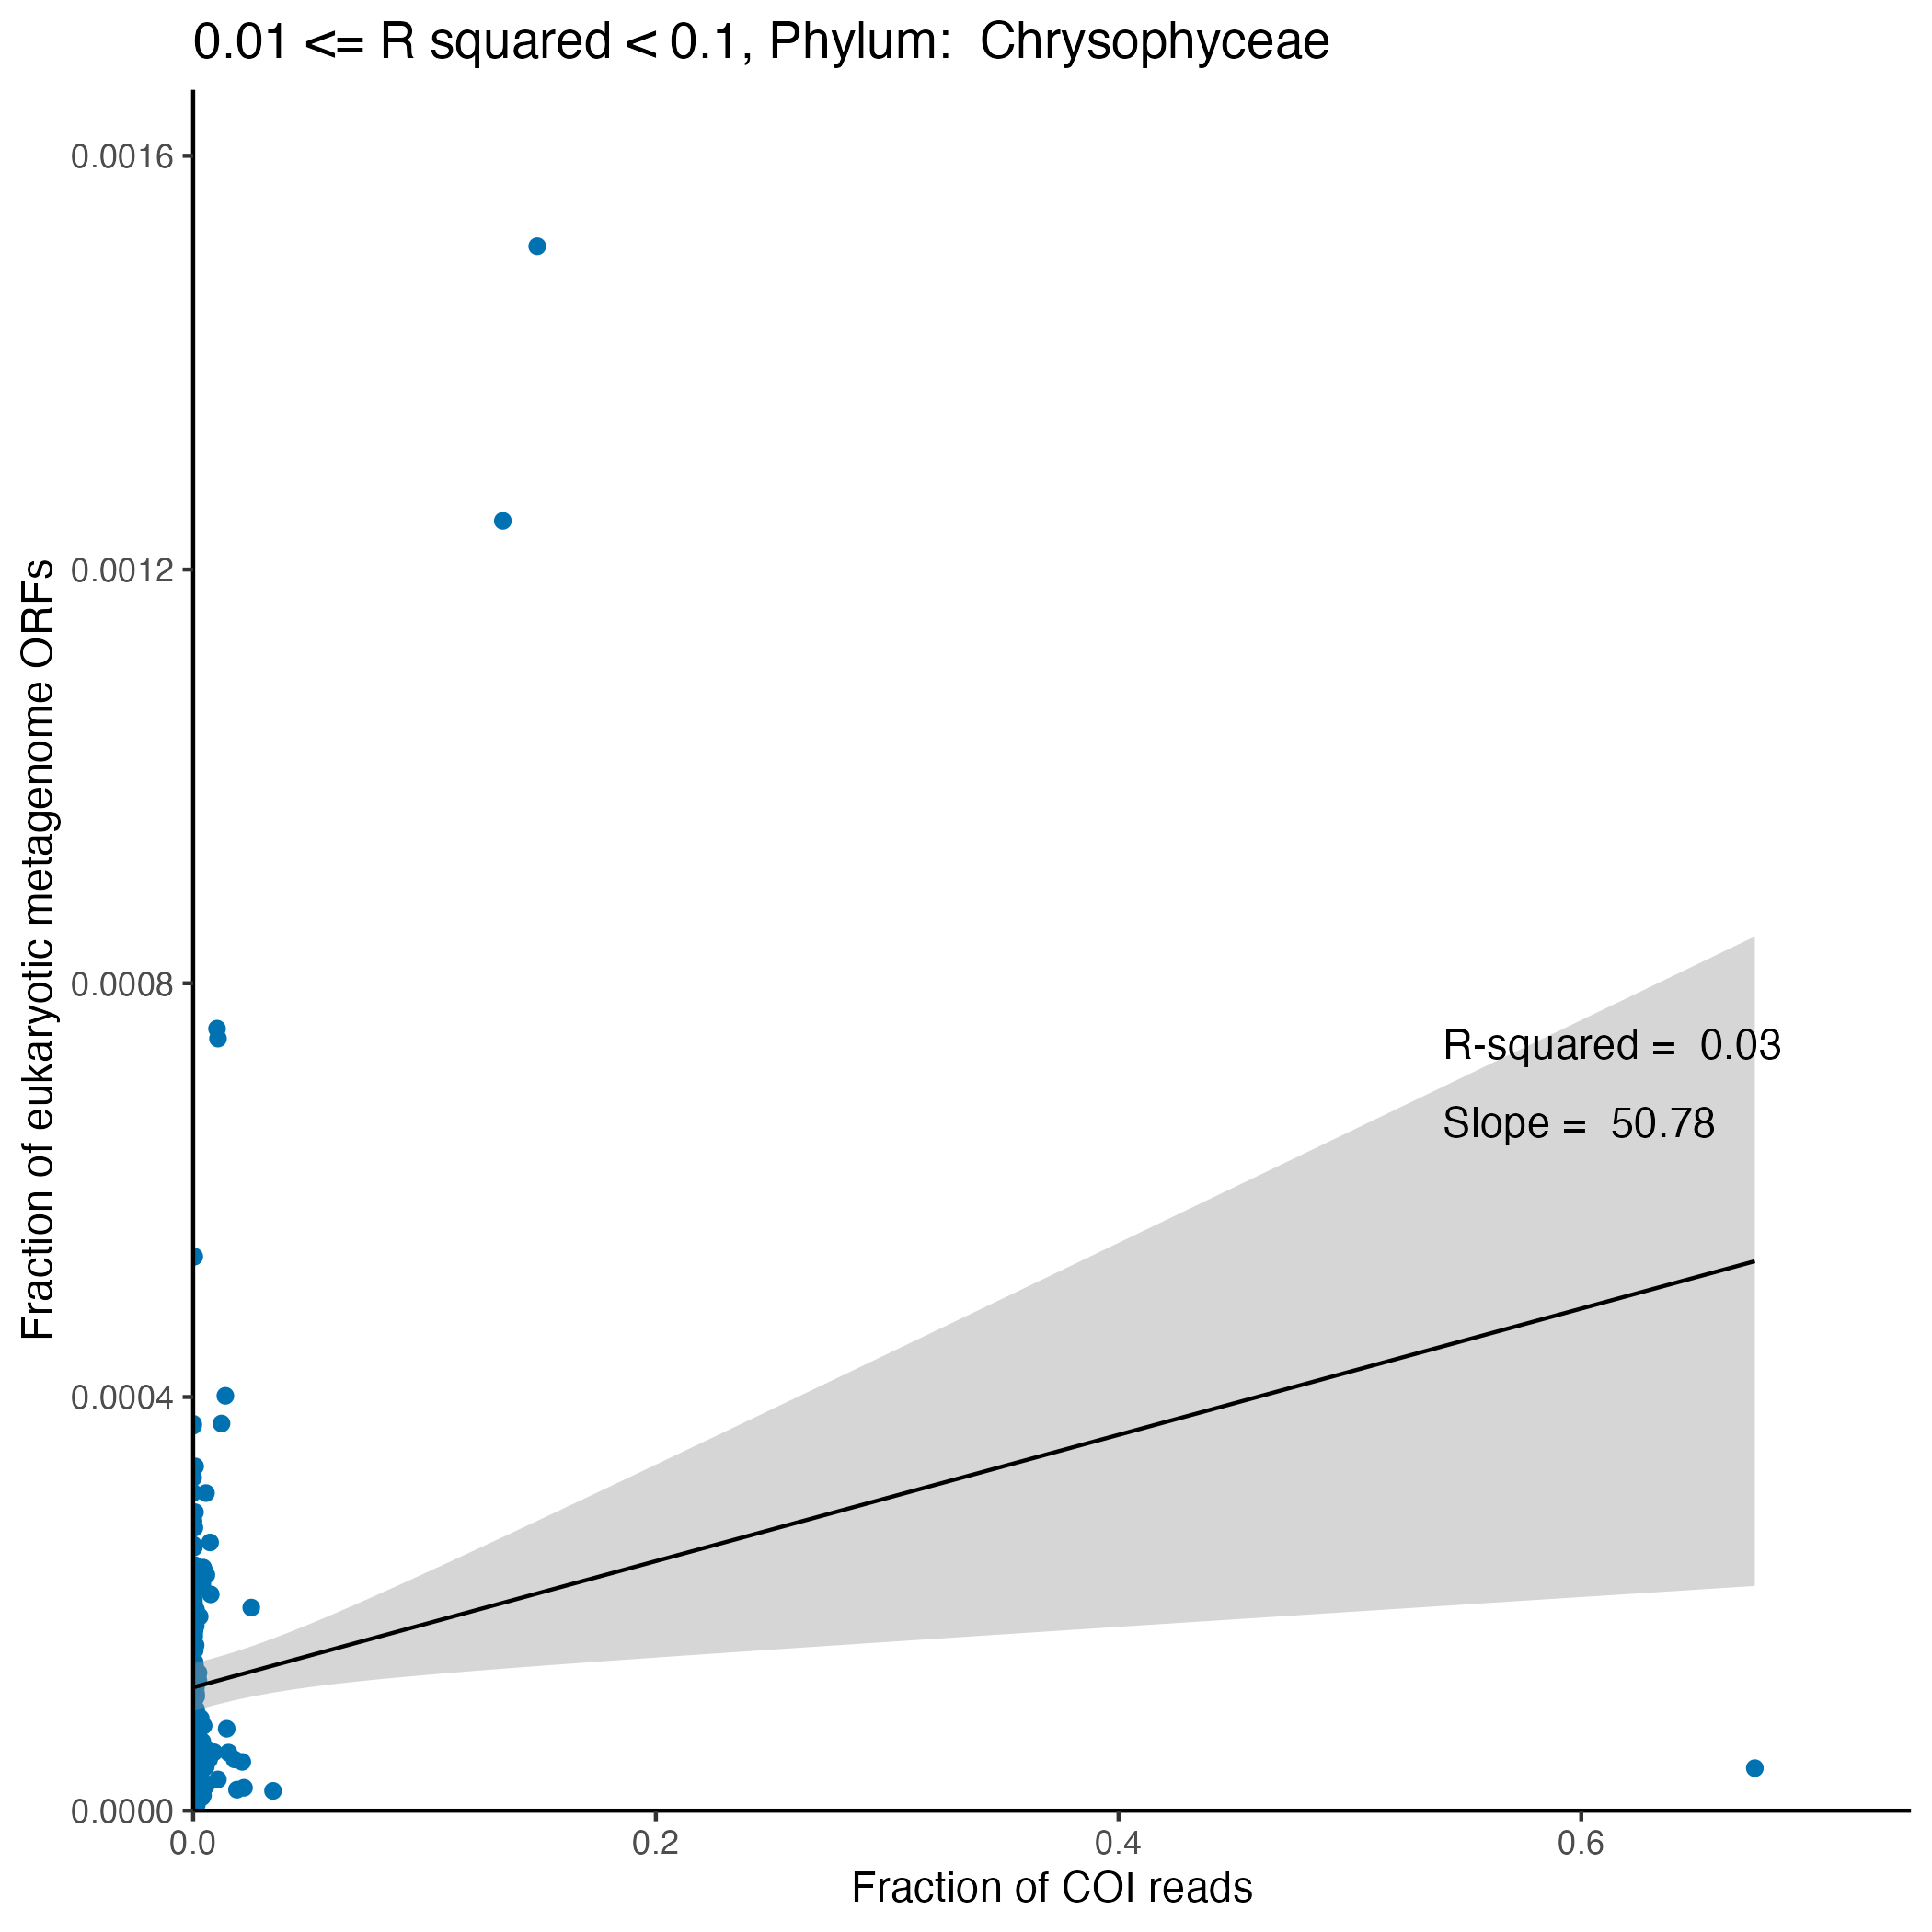 0.01 <= R squared < 0.1, Phylum:  Chrysophyceae
0.0016
0.0012
0.0008
0.0004
0.0000
Fraction of eukaryotic metagenome ORFs
R-squared =  0.03
Slope =  50.78
0.0
0.2
0.4
0.6
Fraction of COI reads